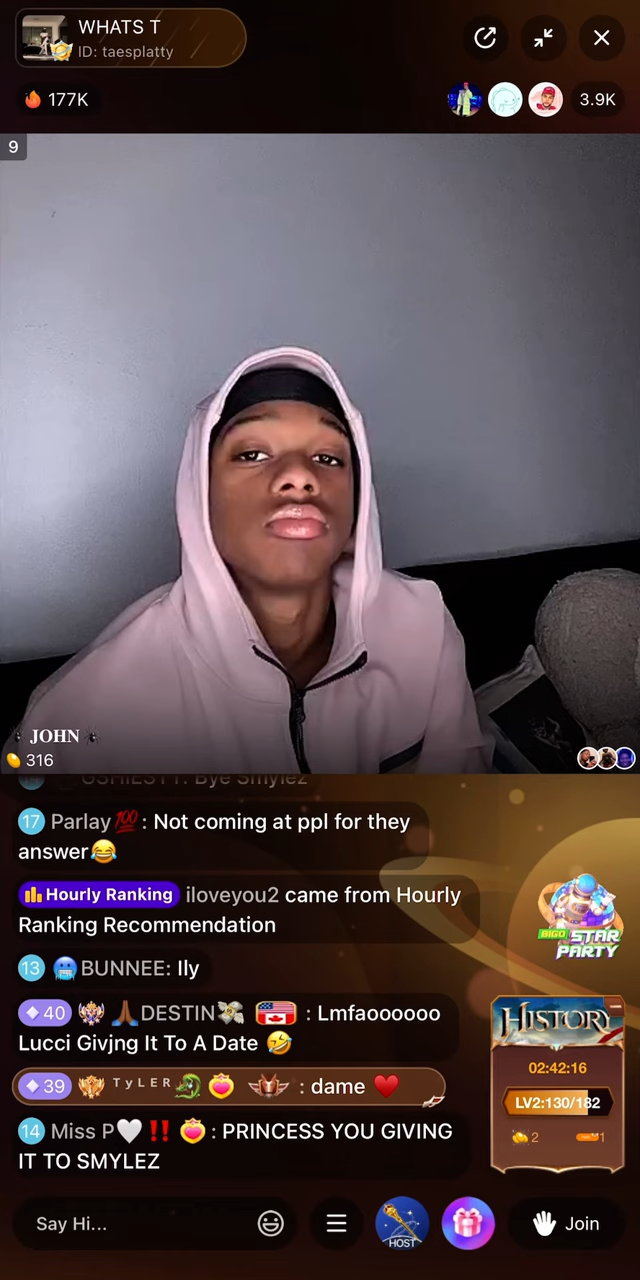 WHATS T
ID: taesplatty
177K
3.9K
9
JOHN
316
Bye Smylez
17 Parlay💯: Not coming at ppl for they
answer😂
Hourly Ranking iloveyou2 came from Hourly
Ranking Recommendation
13 🥶BUNNEE: Ily
40 🙏🏾DESTIN💸 🇺🇸🇨🇦 : Lmfaoooooo
Lucci Givjng It To A Date 🤣
39 ᵀʸᴸᴱᴿ🐉 : dame ♥️
14 Miss P🤍‼️ : PRINCESS YOU GIVING
IT TO SMYLEZ
BIGO STAR
PARTY
HISTORY
02:42:16
LV2:130/182
2
1
Say Hi...
HOST
Join